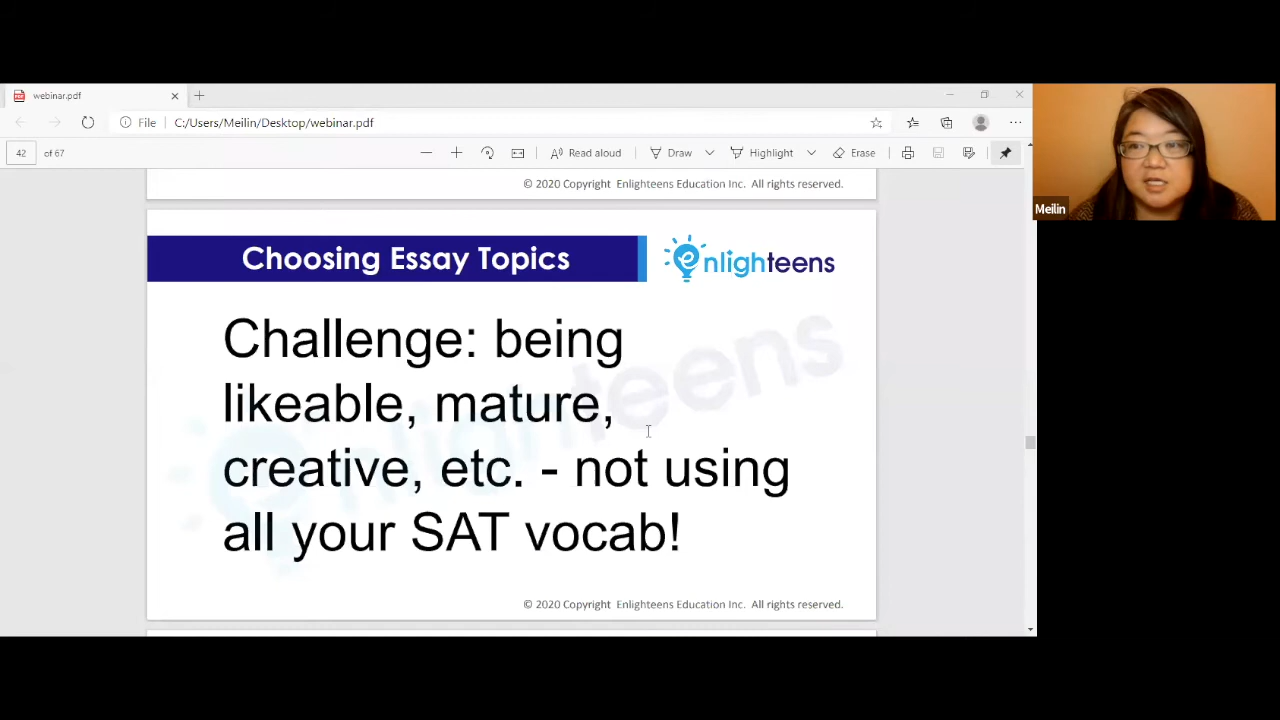 webinar.pdf
File
C:/Users/Meilin/Desktop/webinar.pdf
42 of 67
Read aloud
Draw
Highlight
Erase
© 2020 Copyright Enlighteens Education Inc. All rights reserved.
Choosing Essay Topics
enlighteens
Challenge: being
likeable, mature,
creative, etc. - not using
all your SAT vocab!
enlighteens
© 2020 Copyright Enlighteens Education Inc. All rights reserved.
Meilin